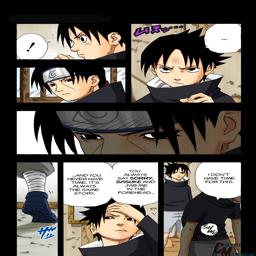 !
......
YOU
ALWAYS
SAY SORRY,
SASUKE AND
JAB ME
IN THE
FOREHEAD...
I DON'T
HAVE TIME
FOR THIS.
...AND YOU
NEVER HAVE
TIME. IT'S
ALWAYS
THE SAME
STORY.